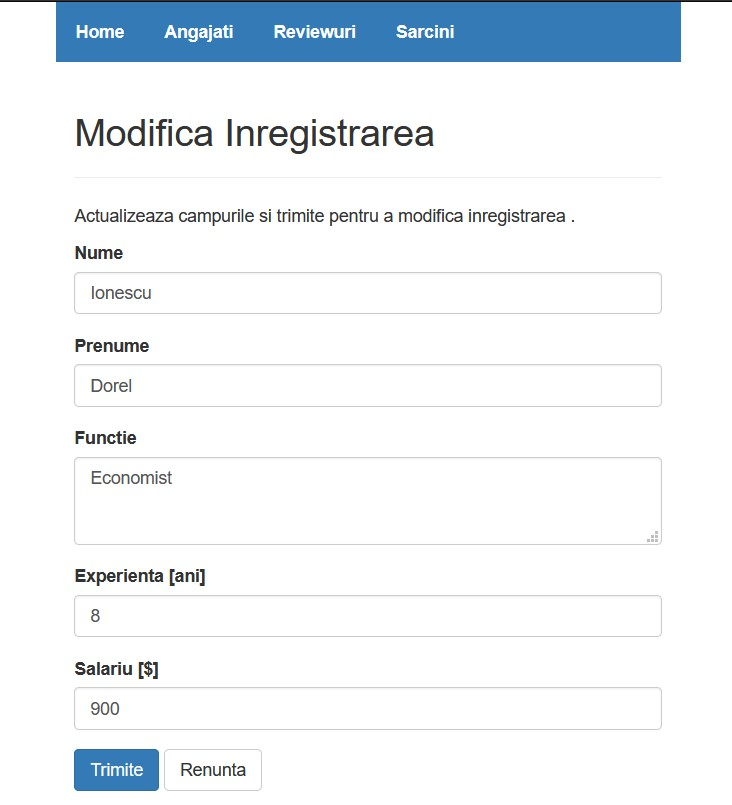 Home Angajati Reviewuri Sarcini
Modifica Inregistrarea
Actualizeaza campurile si trimite pentru a modifica inregistrarea .
Nume
Ionescu
Prenume
Dorel
Functie
Economist
Experienta [ani]
8
Salariu [$]
900
Trimite Renunta